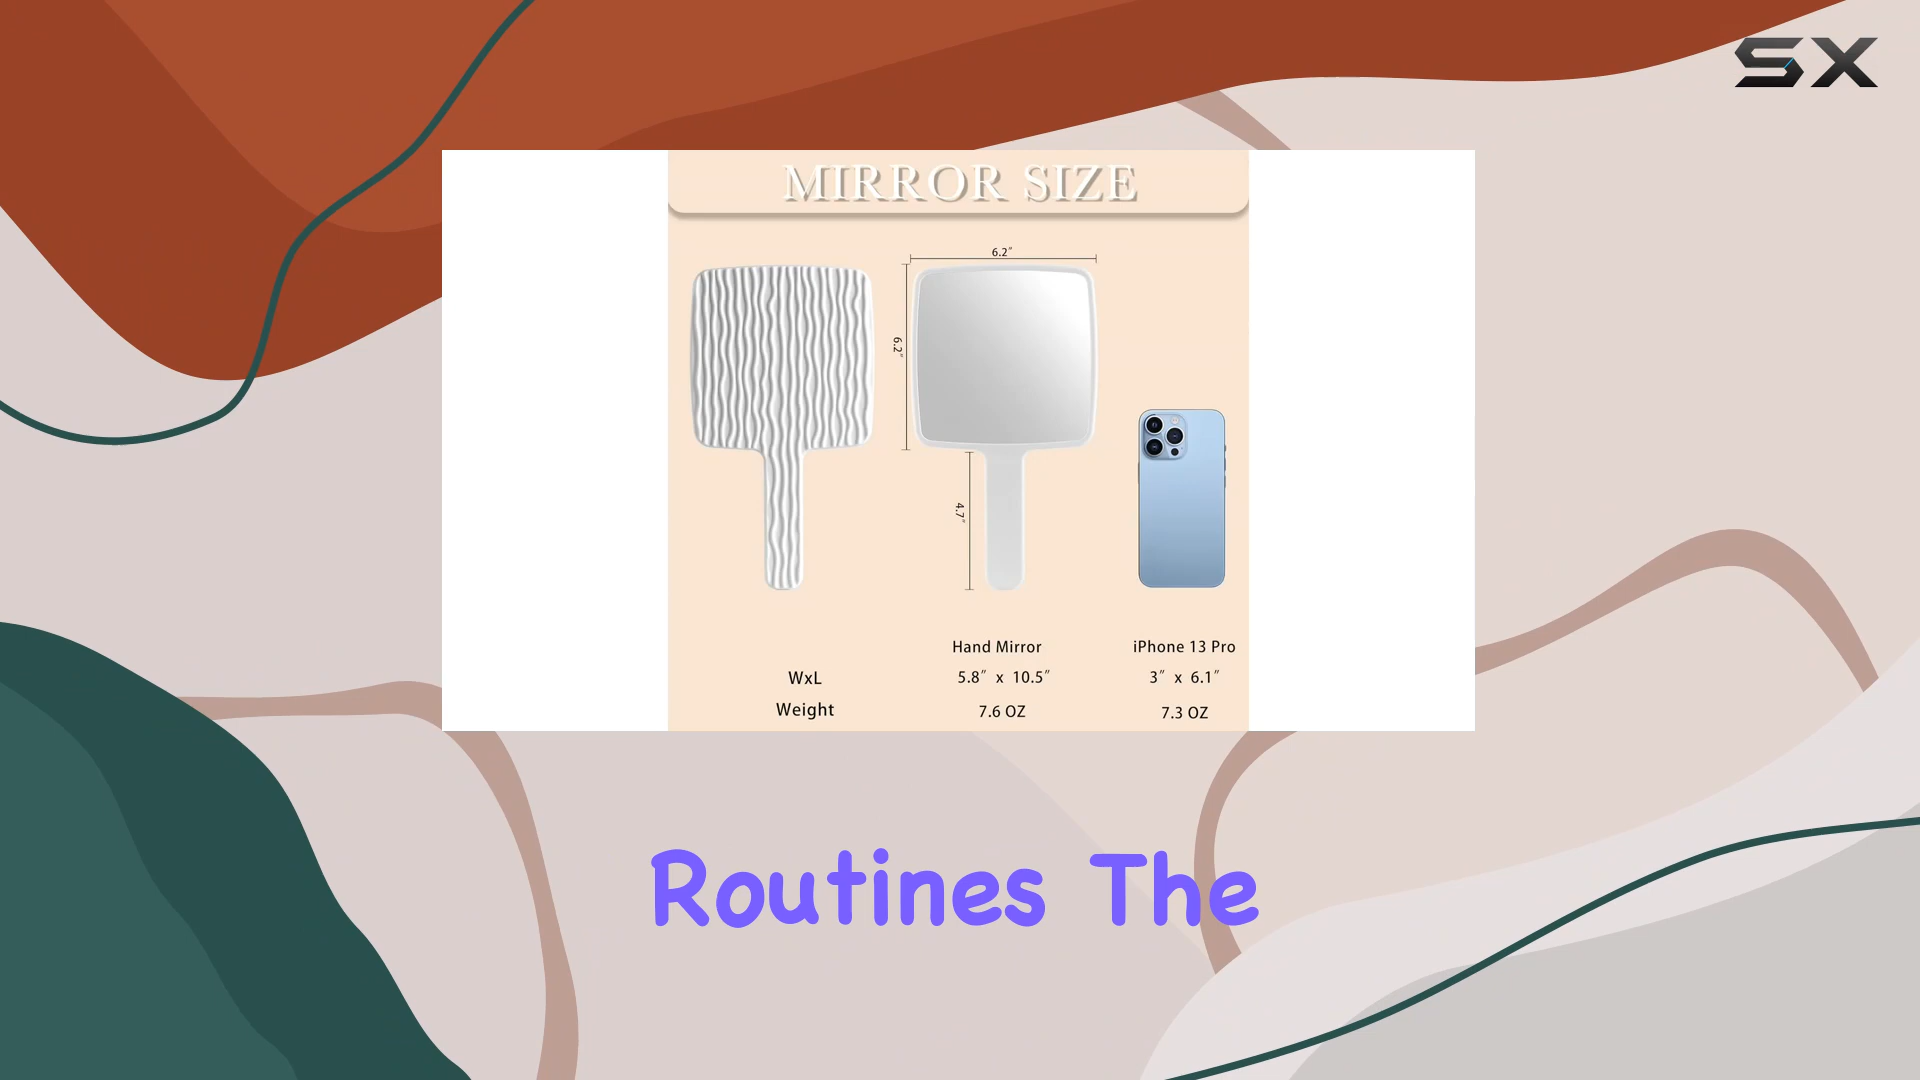 SX
MIRROR SIZE
6.2"
6.2"
4.7"
Hand Mirror iPhone 13 Pro
WxL 5.8" x 10.5" 3" x 6.1"
Weight 7.6 OZ 7.3 OZ
Routines The